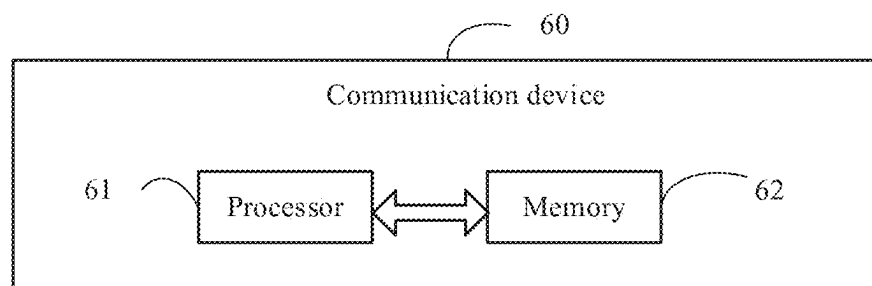 60
Communication device
61
Processor
Memory
62